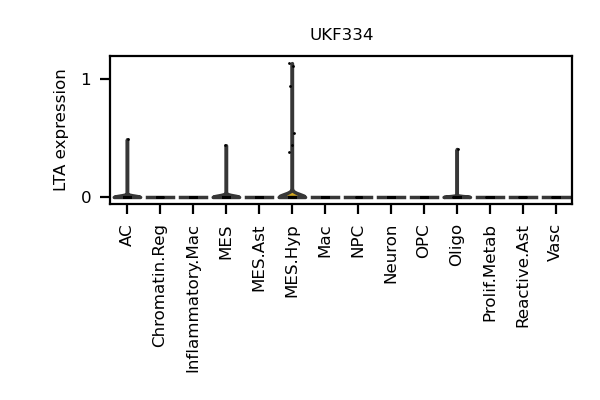 UKF334
LTA expression
1
0
AC
Chromatin.Reg
Inflammatory.Mac
MES
MES.Ast
MES.Hyp
Mac
NPC
Neuron
OPC
Oligo
Prolif.Metab
Reactive.Ast
Vasc